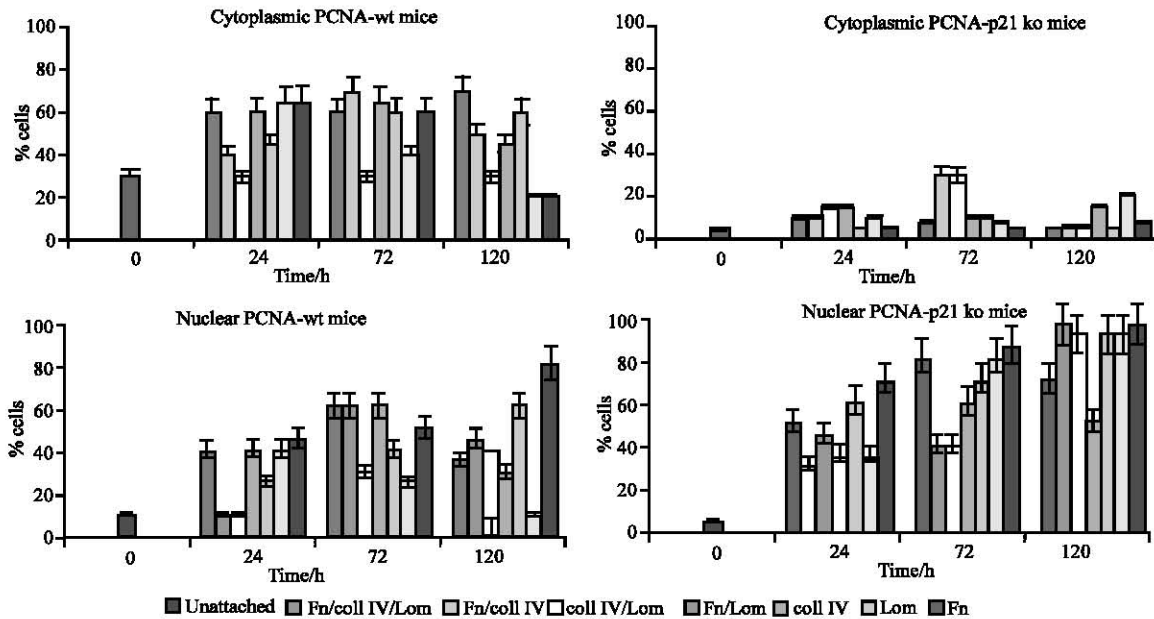 Cytoplasmic PCNA-wt mice
100
80
60
40
20
0
% cells
0 24 72 120
Time/h
Cytoplasmic PCNA-p21 ko mice
100
80
60
40
20
0
% cells
0 24 72 120
Time/h
Nuclear PCNA-wt mice
100
80
60
40
20
0
% cells
0 24 72 120
Time/h
Nuclear PCNA-p21 ko mice
100
80
60
40
20
0
% cells
0 24 72 120
Time/h
Unattached Fn/coll IV/Lom Fn/coll IV coll IV/Lom Fn/Lom coll IV Lom Fn